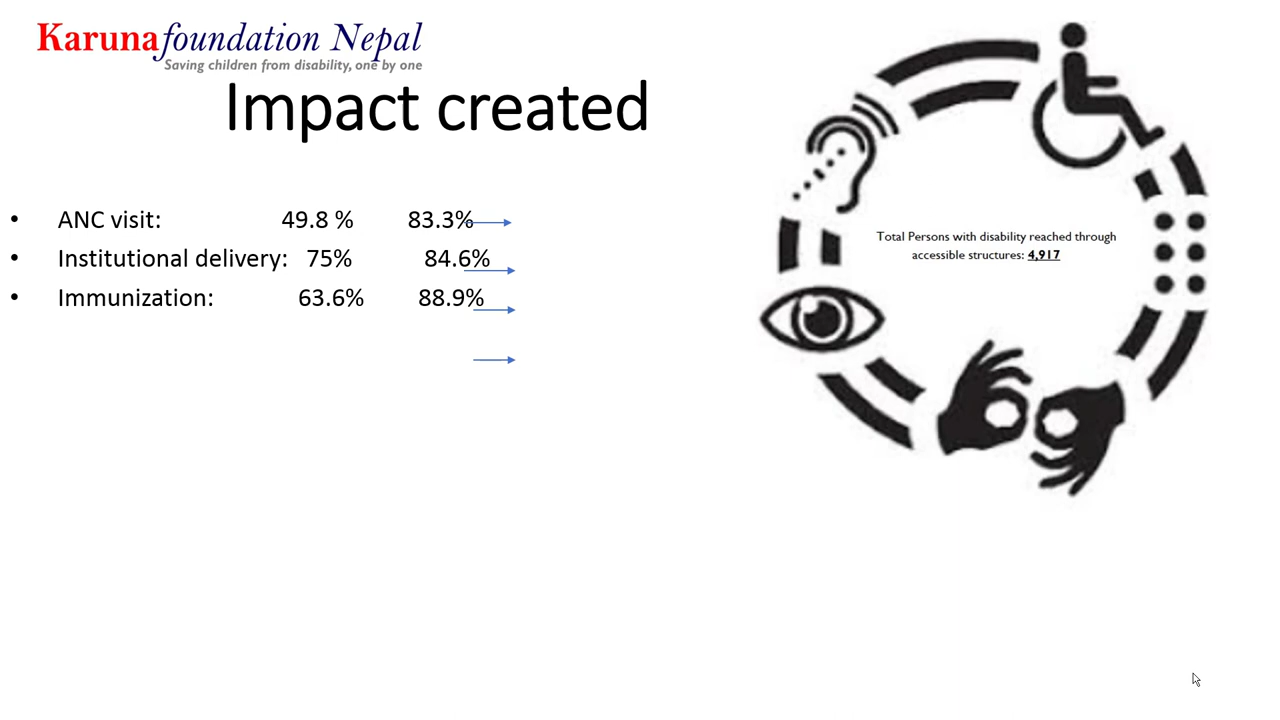 Karunafoundation Nepal
Saving children from disability, one by one
Impact created
• ANC visit: 49.8 % 83.3%
• Institutional delivery: 75% 84.6%
• Immunization: 63.6% 88.9%
Total Persons with disability reached through
accessible structures: 4,917